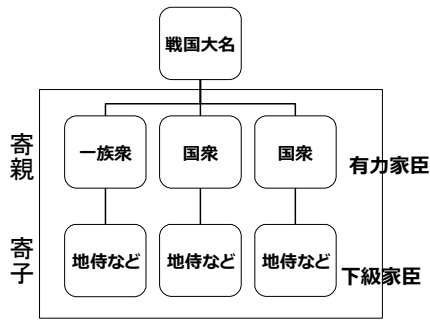 戦国大名
寄親
一族衆
国衆
国衆
有力家臣
寄子
地侍など
地侍など
地侍など
下級家臣